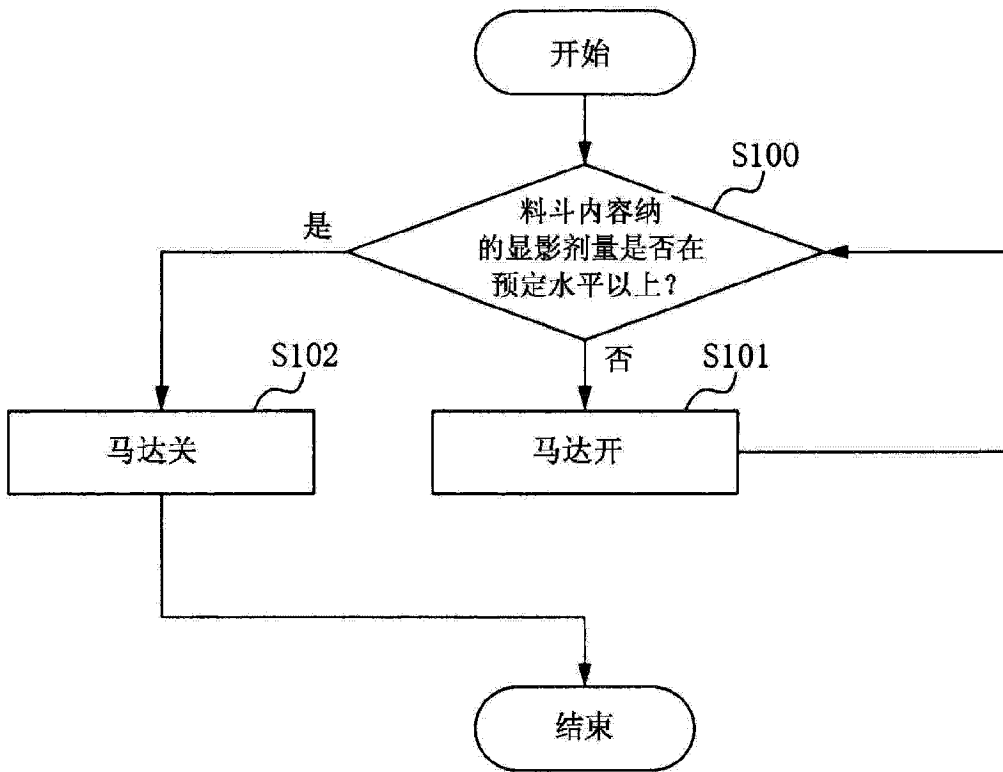 开始
S100
料斗内容纳
的显影剂量是否在
预定水平以上?
是
否
S102
S101
马达关
马达开
结束